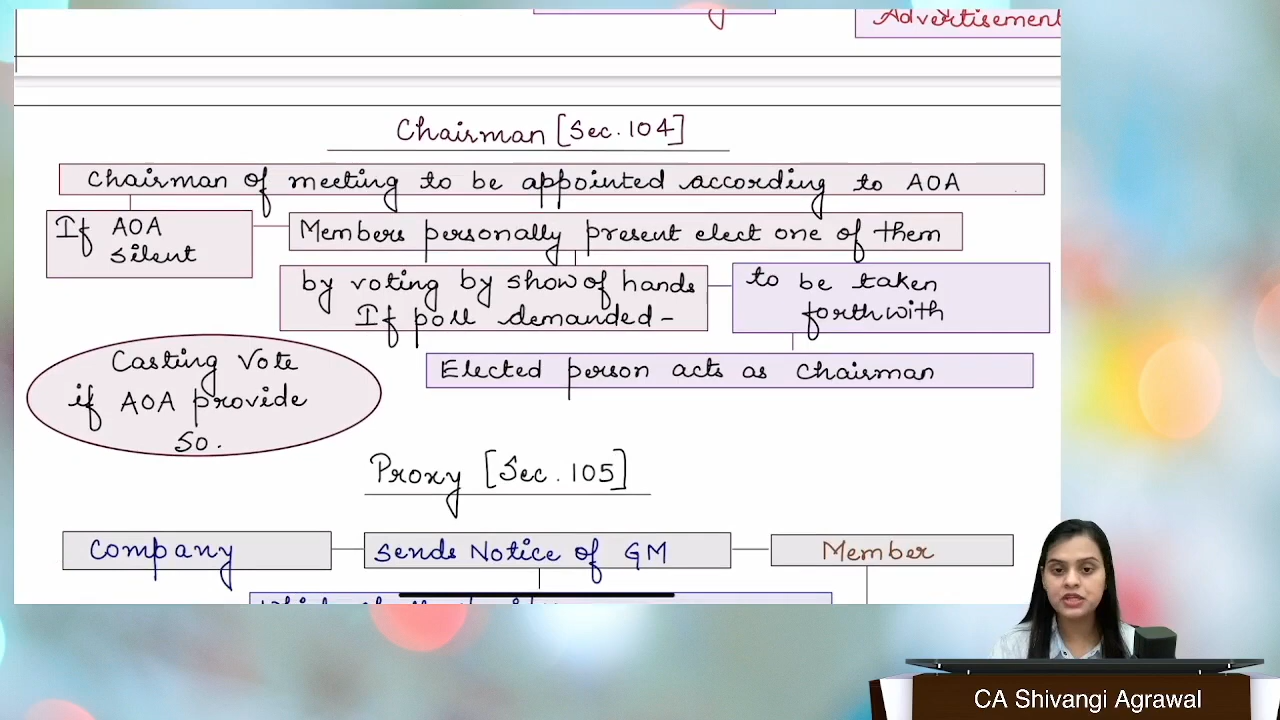 Advertisement
Chairman [Sec. 104]
Chairman of meeting to be appointed according to AOA
If AOA
silent
Members personally present elect one of them
by voting by show of hands
If poll demanded -
to be taken
forthwith
Elected person acts as Chairman
Casting Vote
if AOA provide
so.
Proxy [Sec. 105]
Company
Sends Notice of GM
Member
CA Shivangi Agrawal